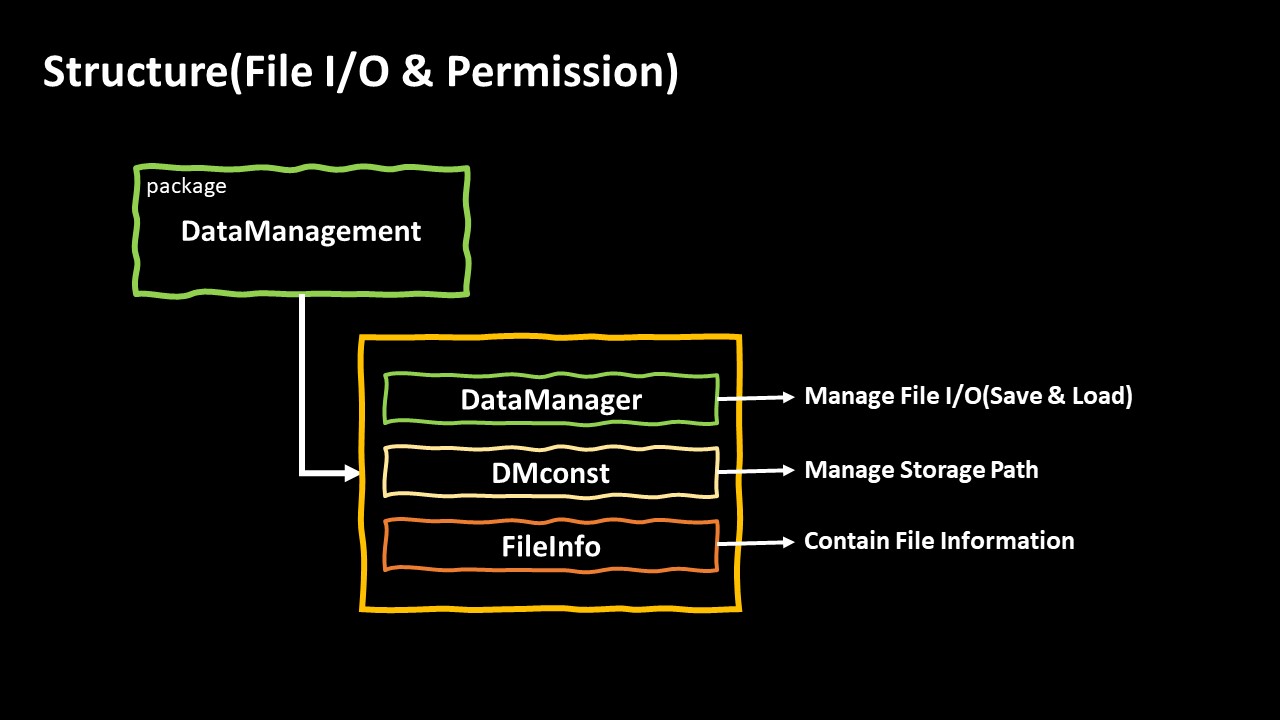 Structure(File I/O & Permission)
package
DataManagement
DataManager
Manage File I/O(Save & Load)
DMconst
Manage Storage Path
FileInfo
Contain File Information